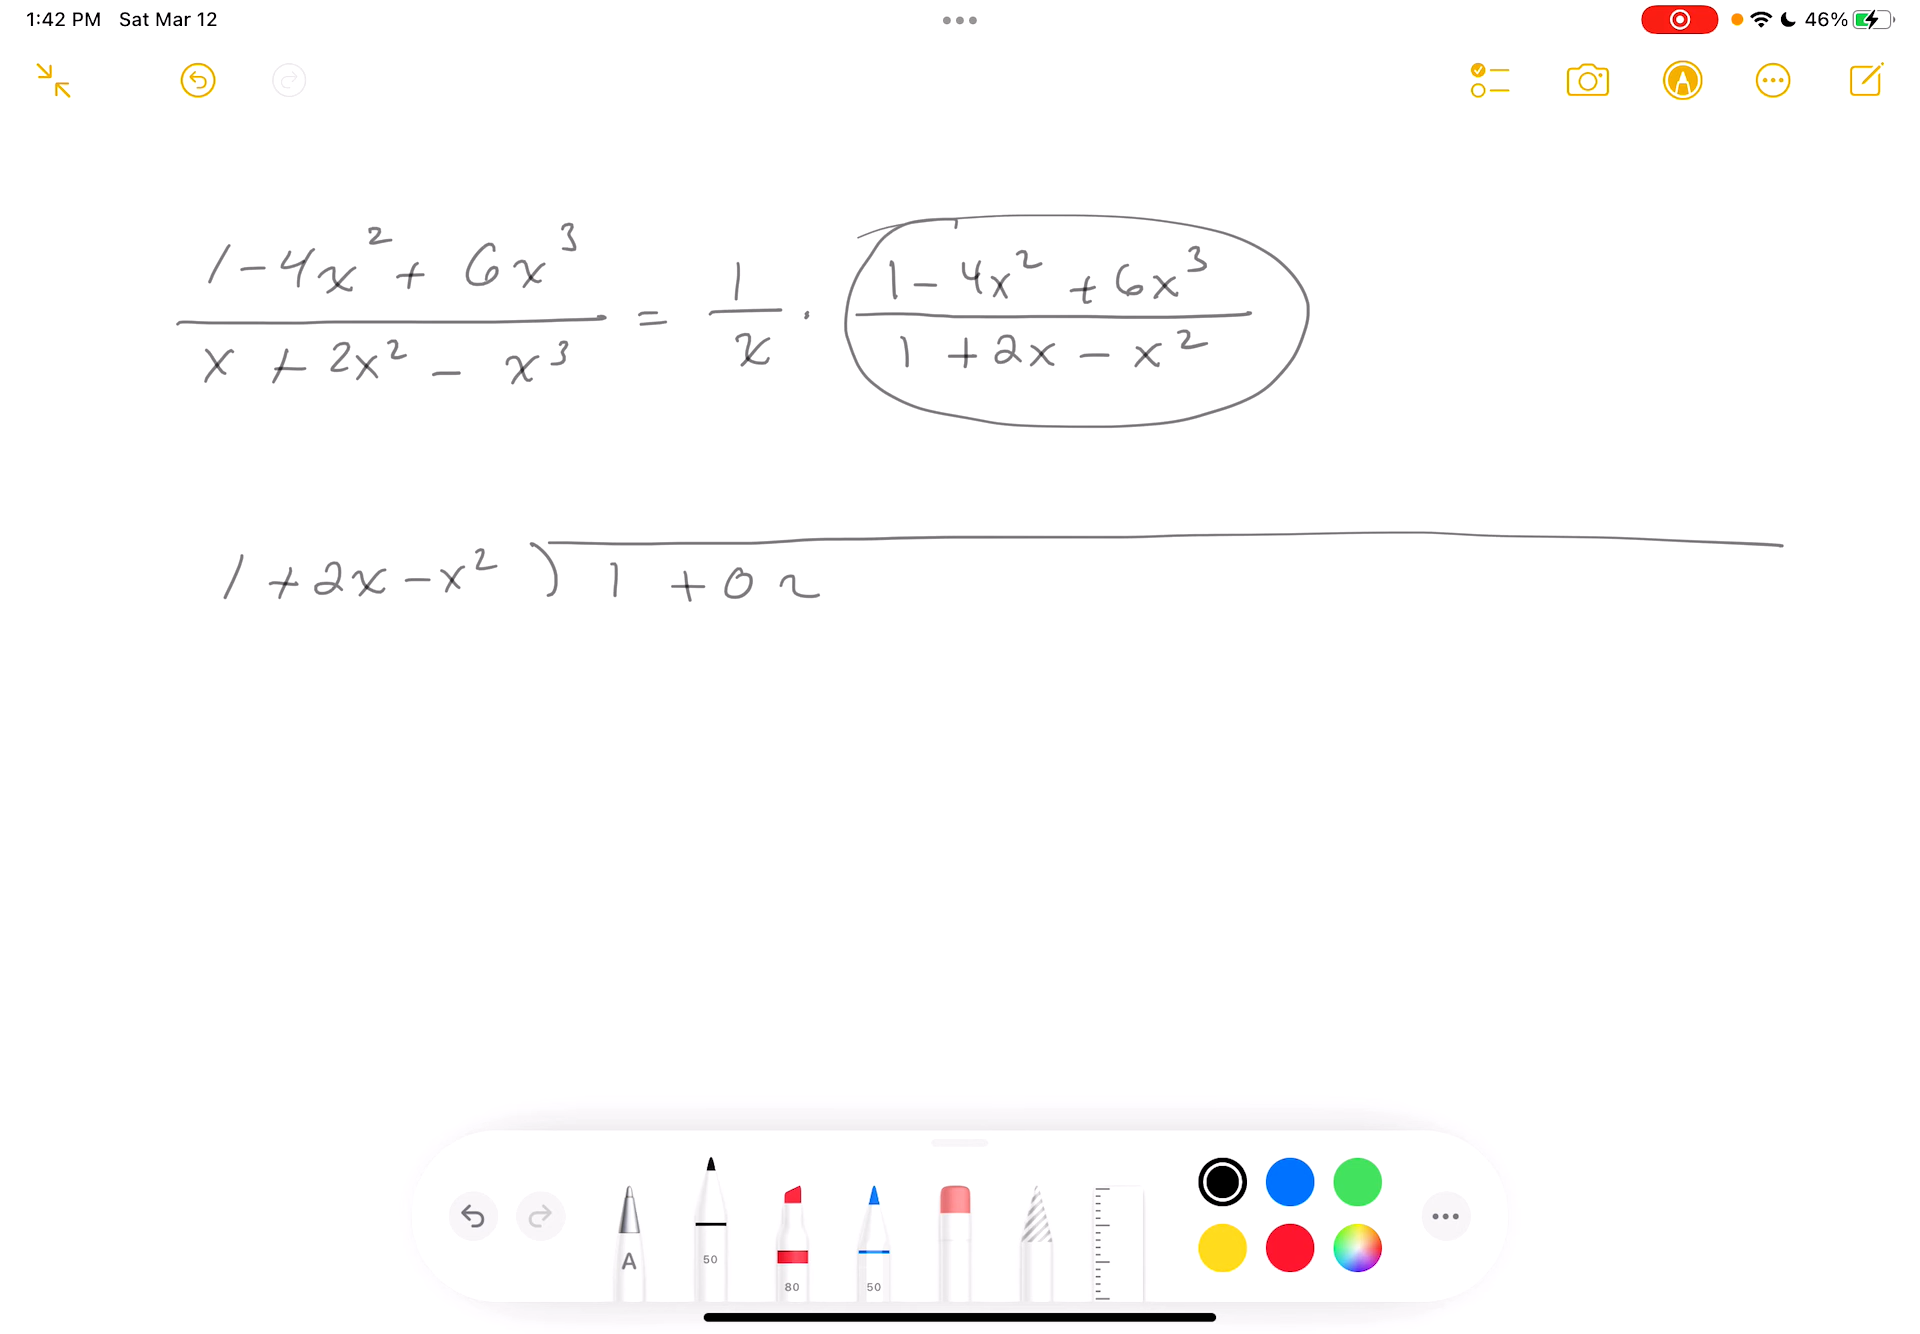 1:42 PM Sat Mar 12
46%
1-4x² + 6x³
x + 2x² - x³
=
1
x
·
1 - 4x² + 6x³
1 + 2x - x²
1 + 2x - x² ) 1 + 0
A
50
80
50